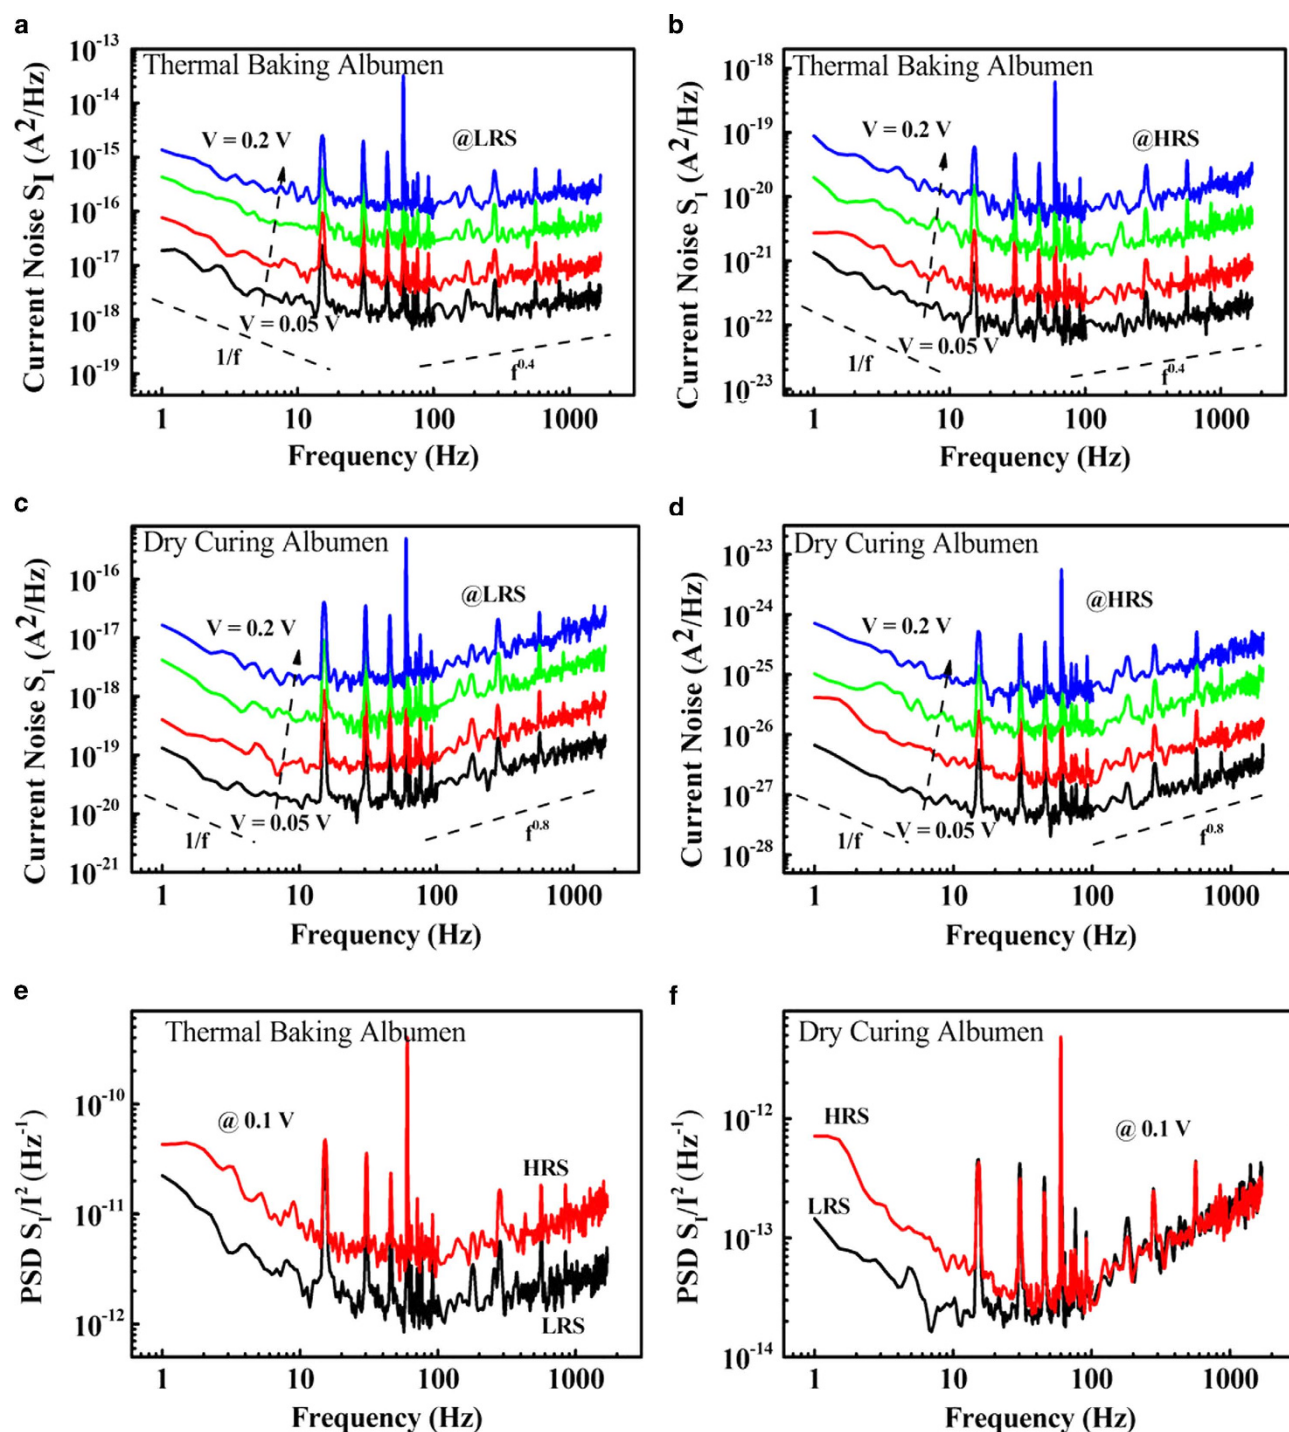 a
Thermal Baking Albumen
@LRS
V = 0.2 V
V = 0.05 V
1/f
f^0.4
Current Noise S_I (A^2/Hz)
10^-13
10^-14
10^-15
10^-16
10^-17
10^-18
10^-19
1 10 100 1000
Frequency (Hz)
b
Thermal Baking Albumen
@HRS
V = 0.2 V
V = 0.05 V
1/f
f^0.4
Current Noise S_I (A^2/Hz)
10^-18
10^-19
10^-20
10^-21
10^-22
10^-23
1 10 100 1000
Frequency (Hz)
c
Dry Curing Albumen
@LRS
V = 0.2 V
V = 0.05 V
1/f
f^0.8
Current Noise S_I (A^2/Hz)
10^-16
10^-17
10^-18
10^-19
10^-20
10^-21
1 10 100 1000
Frequency (Hz)
d
Dry Curing Albumen
@HRS
V = 0.2 V
V = 0.05 V
1/f
f^0.8
Current Noise (A^2/Hz)
10^-23
10^-24
10^-25
10^-26
10^-27
10^-28
1 10 100 1000
Frequency (Hz)
e
Thermal Baking Albumen
@ 0.1 V
HRS
LRS
PSD S_I/I^2 (Hz^-1)
10^-10
10^-11
10^-12
1 10 100 1000
Frequency (Hz)
f
Dry Curing Albumen
HRS
@ 0.1 V
LRS
PSD S_I/I^2 (Hz^-1)
10^-12
10^-13
10^-14
1 10 100 1000
Frequency (Hz)